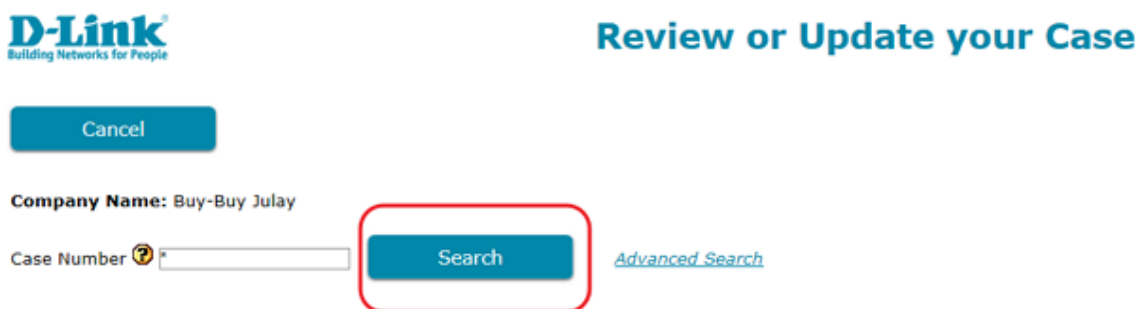 D-Link
Building Networks for People
Review or Update your Case
Cancel
Company Name: Buy-Buy Julay
Case Number ? *
Search
Advanced Search